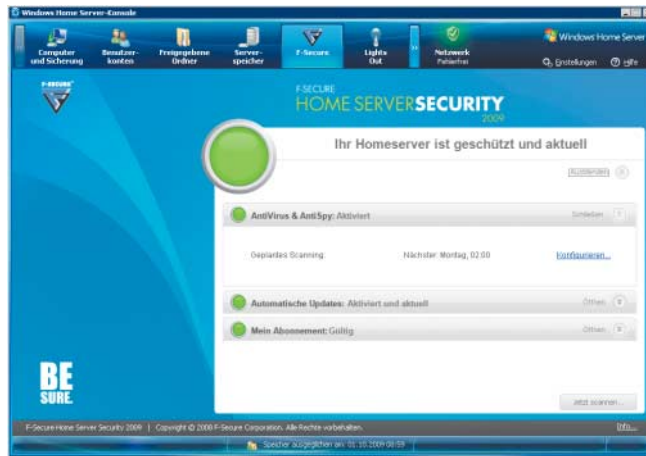 Windows Home Server-Konsole
Computer und Sicherung
Benutzer-konten
Freigegebene Ordner
Server-speicher
F-Secure
Lights Out
»
Netzwerk
Fehlerfrei
Windows Home Server
Einstellungen
Hilfe
F-SECURE
F-SECURE
HOME SERVERSECURITY
2009
Ihr Homeserver ist geschützt und aktuell
Ausblenden
AntiVirus & AntiSpy: Aktiviert
Schließen
Geplantes Scanning
Nächster: Montag, 02:00
Konfigurieren...
Automatische Updates: Aktiviert und aktuell
Öffnen
Mein Abonnement: Gültig
Öffnen
Jetzt scannen...
BE
SURE.
F-Secure Home Server Security 2009 | Copyright © 2008 F-Secure Corporation. Alle Rechte vorbehalten.
Info...
Speicher ausgeglichen am: 01.10.2009 08:59